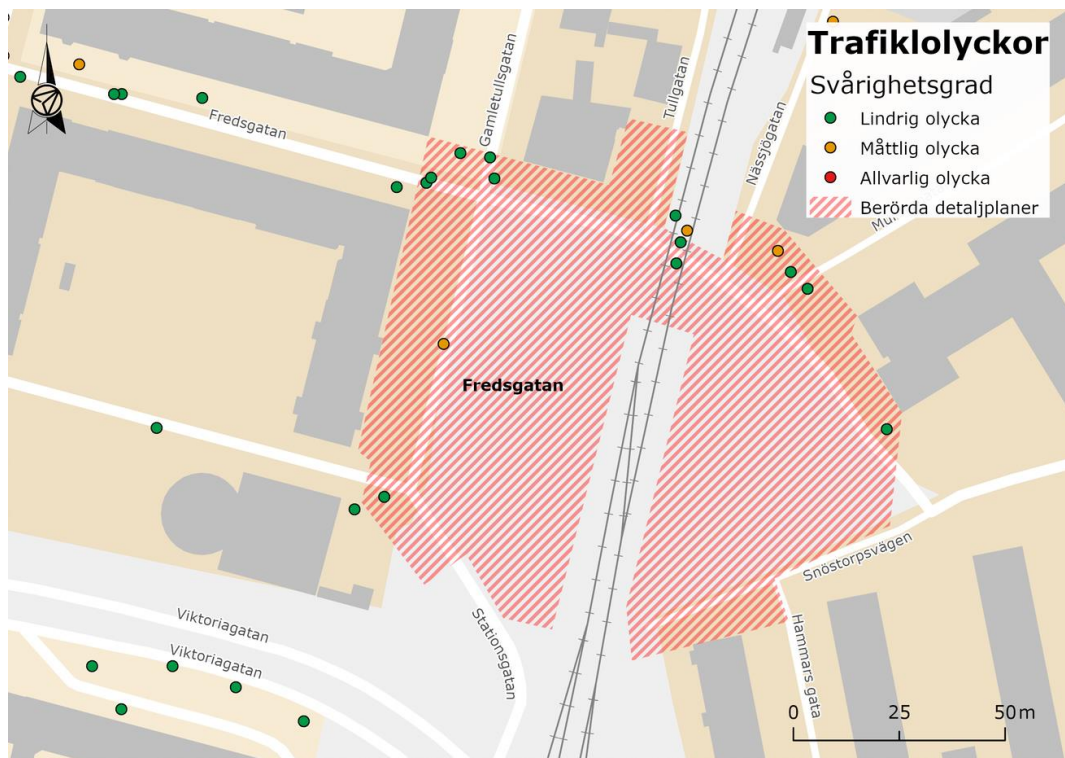 Trafiklolyckor
Svårighetsgrad
Lindrig olycka
Måttlig olycka
Allvarlig olycka
Berörda detaljplaner
Fredsgatan
Gamletullsgatan
Tullgatan
Nässjögatan
Fredsgatan
Snöstorpsvägen
Viktoriagatan
Viktoriagatan
Stationsgatan
Hammars gata
0 25 50 m